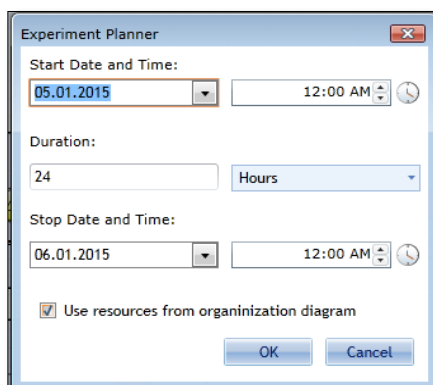 Experiment Planner
Start Date and Time:
05.01.2015 12:00 AM
Duration:
24 Hours
Stop Date and Time:
06.01.2015 12:00 AM
Use resources from organinization diagram
OK Cancel